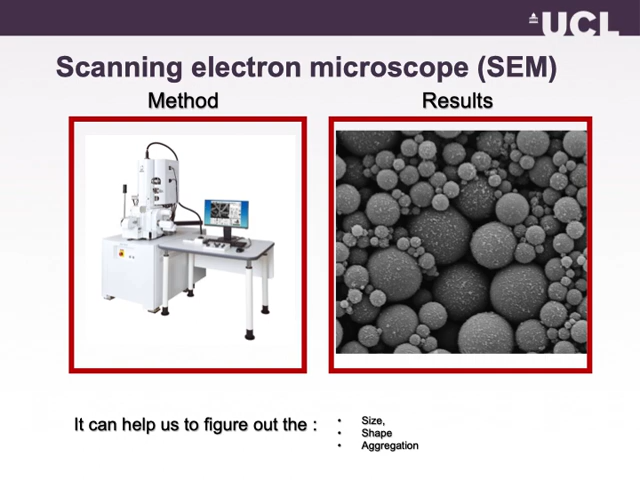 UCL
Scanning electron microscope (SEM)
Method
Results
It can help us to figure out the :
• Size,
• Shape
• Aggregation